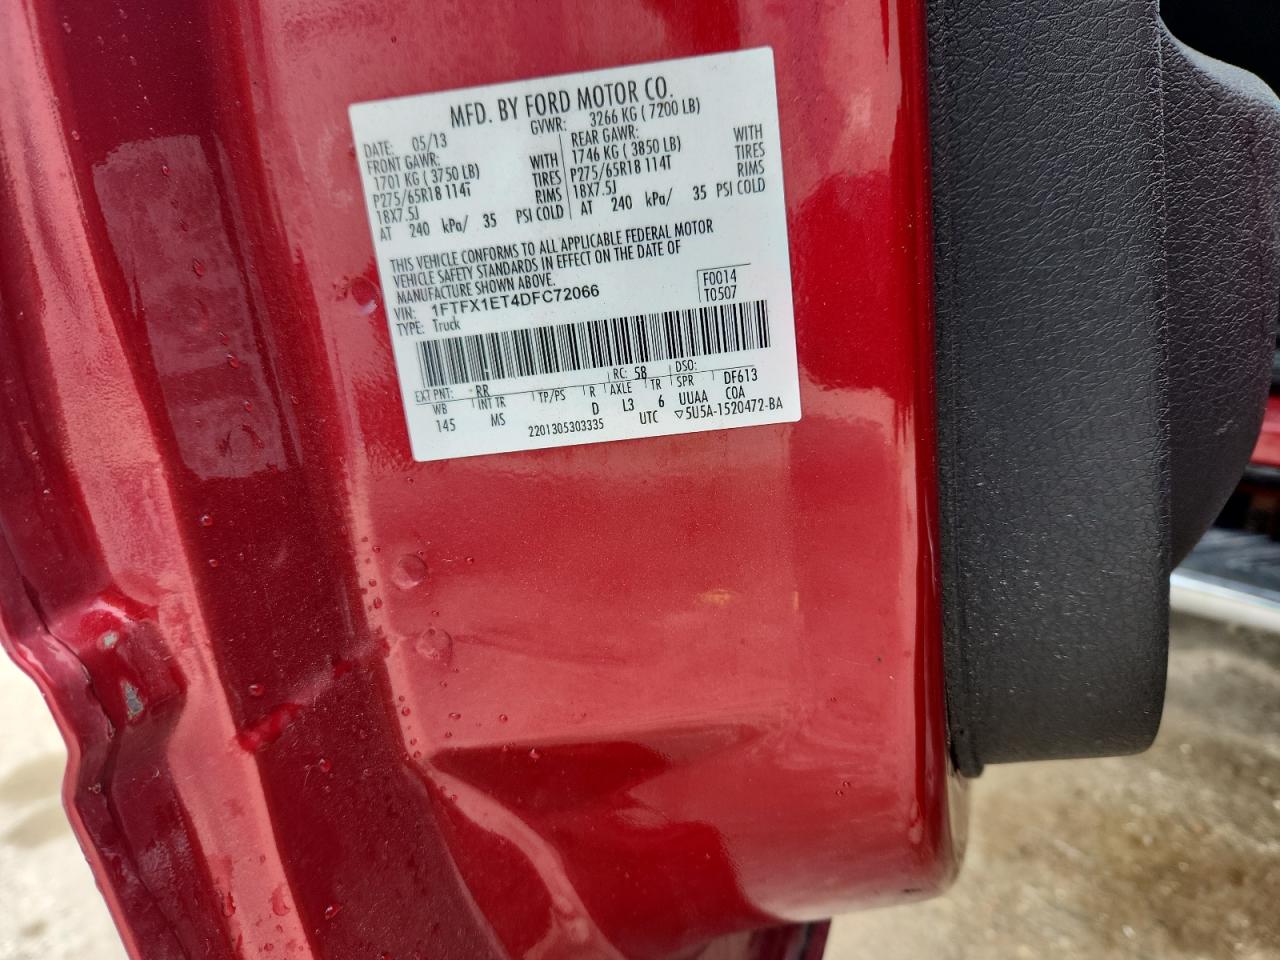 MFD. BY FORD MOTOR CO.
DATE: 05/13 GVWR: 3266 KG ( 7200 LB)
FRONT GAWR: REAR GAWR:
1701 KG ( 3750 LB) WITH 1746 KG ( 3850 LB) WITH
P275/65R18 114T TIRES P275/65R18 114T TIRES
18X7.5J RIMS 18X7.5J RIMS
AT 240 kPa/ 35 PSI COLD AT 240 kPa/ 35 PSI COLD
THIS VEHICLE CONFORMS TO ALL APPLICABLE FEDERAL MOTOR
VEHICLE SAFETY STANDARDS IN EFFECT ON THE DATE OF
MANUFACTURE SHOWN ABOVE.
VIN: 1FTFX1ET4DFC72066 F0014
TYPE: Truck T0507
EXT PNT: RR RC: 58 DSO:
WB INT TR TP/PS R AXLE TR SPR DF613
145 MS D L3 6 UUAA COA
2201305303335 UTC ▽5U5A-1520472-BA